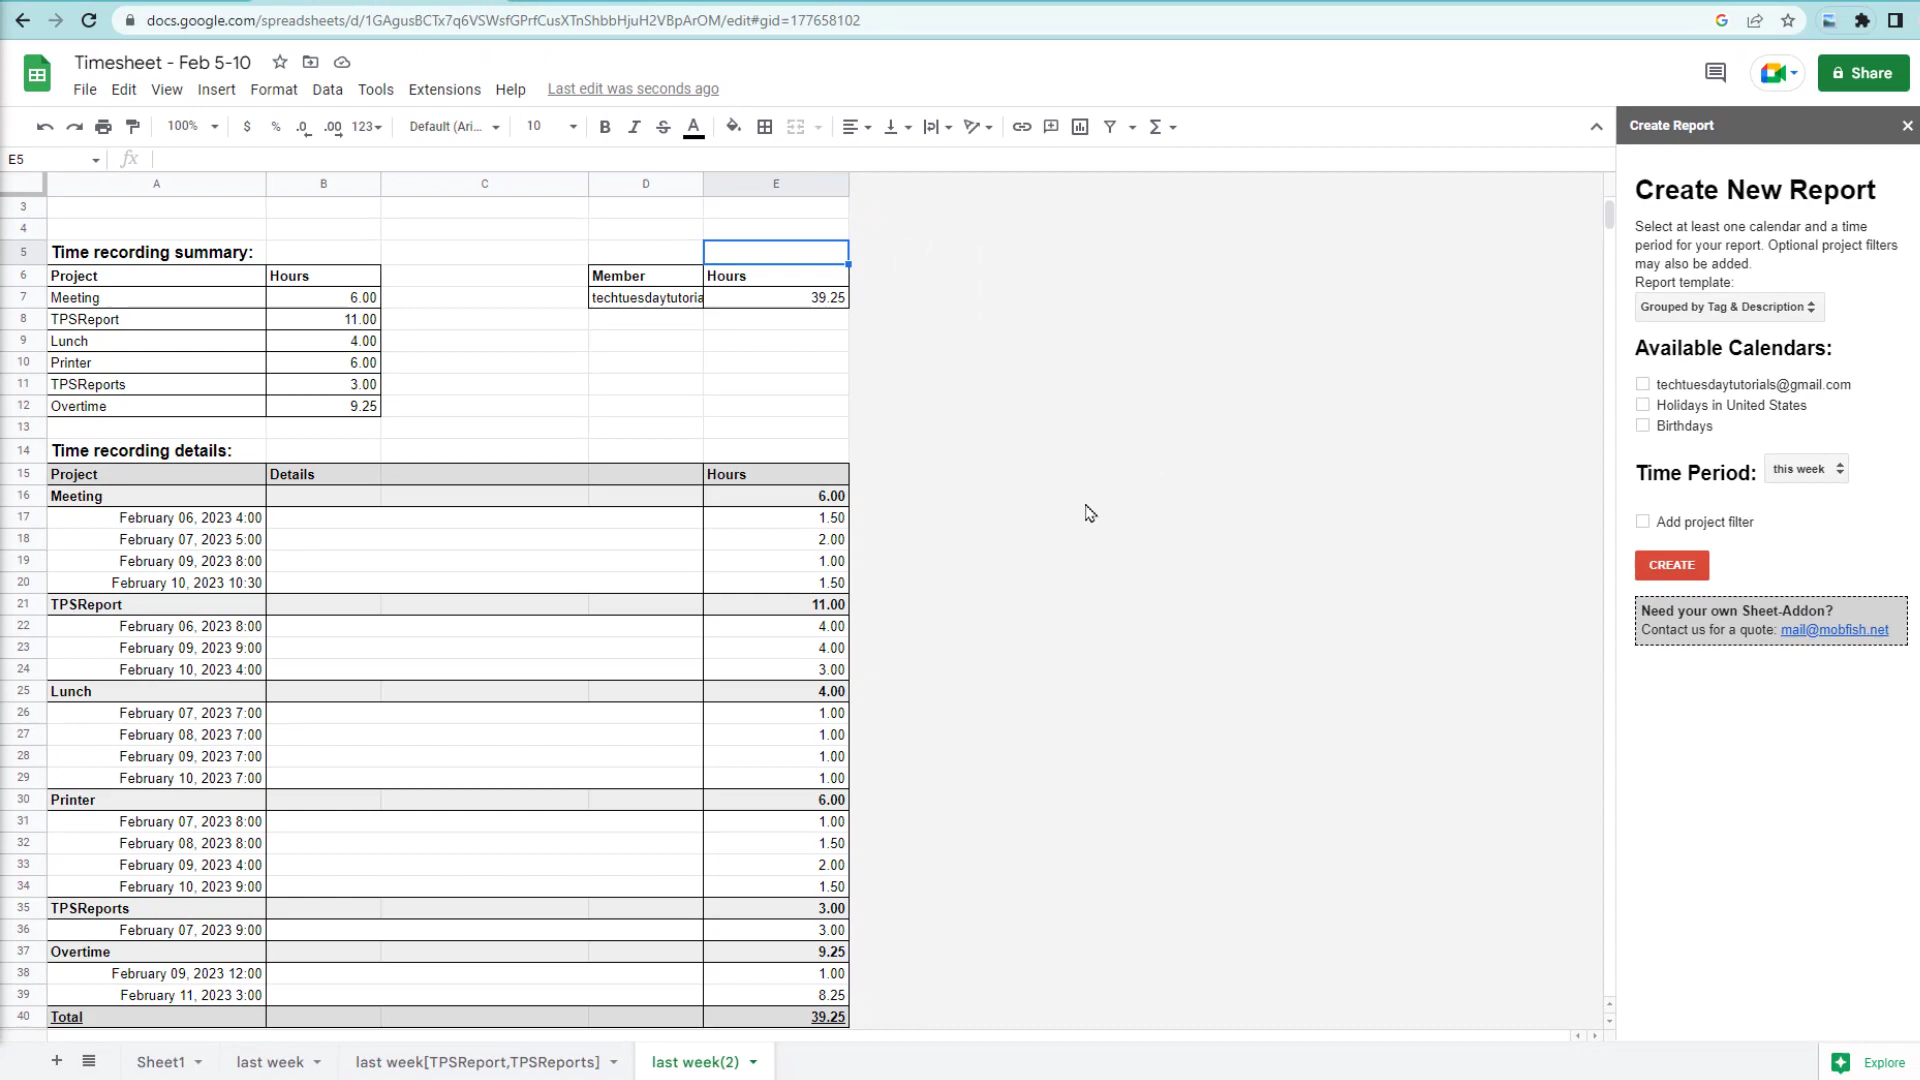 docs.google.com/spreadsheets/d/1GAgusBCTx7q6VSWsfGPrfCusXTnShbbHjuH2VBpArOM/edit#gid=177658102
Timesheet - Feb 5-10
File Edit View Insert Format Data Tools Extensions Help Last edit was seconds ago
Share
100% $ % .0 .00 123 Default (Ari... 10 B I S A
Create Report
E5 fx
A B C D E
3
4
5 Time recording summary:
6 Project Hours Member Hours
7 Meeting 6.00 techtuesdaytutoria 39.25
8 TPSReport 11.00
9 Lunch 4.00
10 Printer 6.00
11 TPSReports 3.00
12 Overtime 9.25
13
14 Time recording details:
15 Project Details Hours
16 Meeting 6.00
17 February 06, 2023 4:00 1.50
18 February 07, 2023 5:00 2.00
19 February 09, 2023 8:00 1.00
20 February 10, 2023 10:30 1.50
21 TPSReport 11.00
22 February 06, 2023 8:00 4.00
23 February 09, 2023 9:00 4.00
24 February 10, 2023 4:00 3.00
25 Lunch 4.00
26 February 07, 2023 7:00 1.00
27 February 08, 2023 7:00 1.00
28 February 09, 2023 7:00 1.00
29 February 10, 2023 7:00 1.00
30 Printer 6.00
31 February 07, 2023 8:00 1.00
32 February 08, 2023 8:00 1.50
33 February 09, 2023 4:00 2.00
34 February 10, 2023 9:00 1.50
35 TPSReports 3.00
36 February 07, 2023 9:00 3.00
37 Overtime 9.25
38 February 09, 2023 12:00 1.00
39 February 11, 2023 3:00 8.25
40 Total 39.25
Create New Report
Select at least one calendar and a time
period for your report. Optional project filters
may also be added.
Report template:
Grouped by Tag & Description
Available Calendars:
techtuesdaytutorials@gmail.com
Holidays in United States
Birthdays
Time Period: this week
Add project filter
CREATE
Need your own Sheet-Addon?
Contact us for a quote: mail@mobfish.net
Sheet1 last week last week[TPSReport,TPSReports] last week(2)
Explore